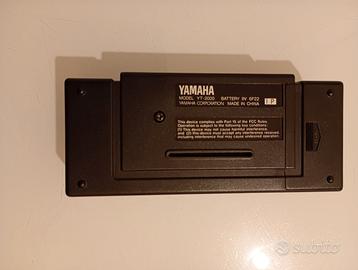 YAMAHA
MODEL YT-2000 BATTERY 9V 6F22
YAMAHA CORPORATION MADE IN CHINA
This device complies with Part 15 of the FCC Rules
Operation is subject to the following two conditions:
(1) This device may not cause harmful interference,
and (2) this device must accept any interference
received, including interference that may cause undesired operation.
subito